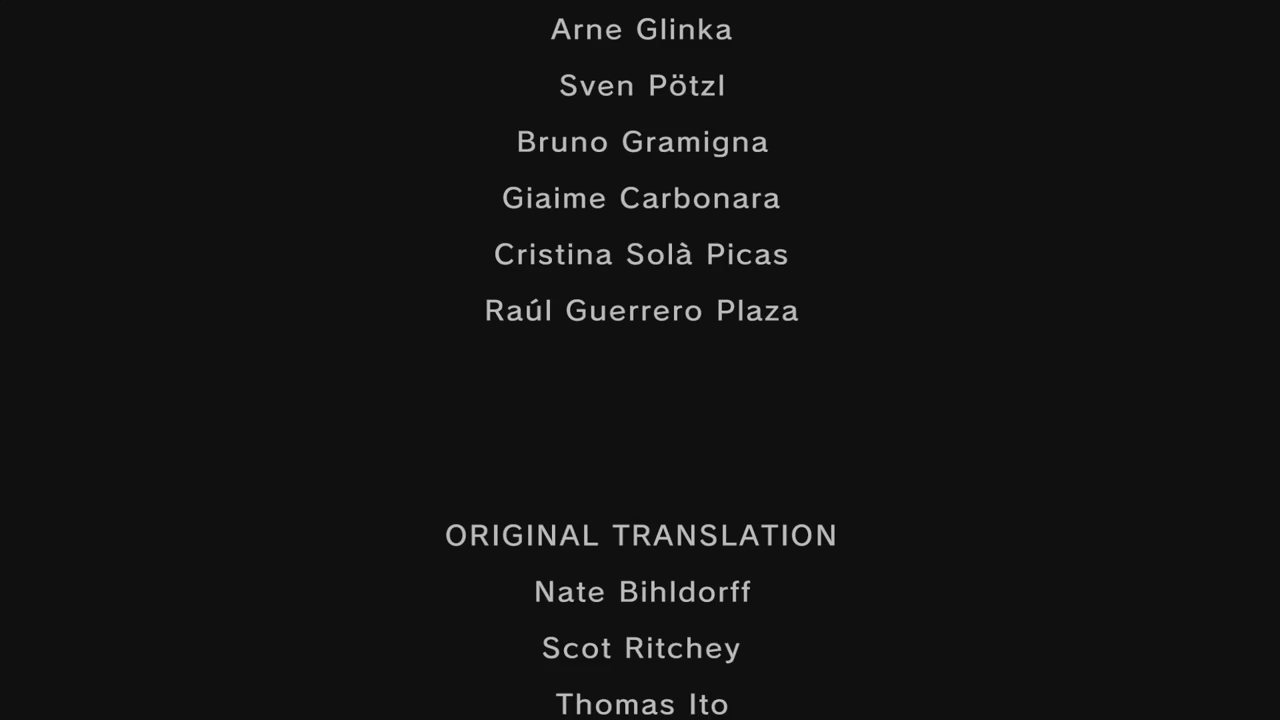 Arne Glinka
Sven Pötzl
Bruno Gramigna
Giaime Carbonara
Cristina Solà Picas
Raúl Guerrero Plaza
ORIGINAL TRANSLATION
Nate Bihldorff
Scot Ritchey
Thomas Ito